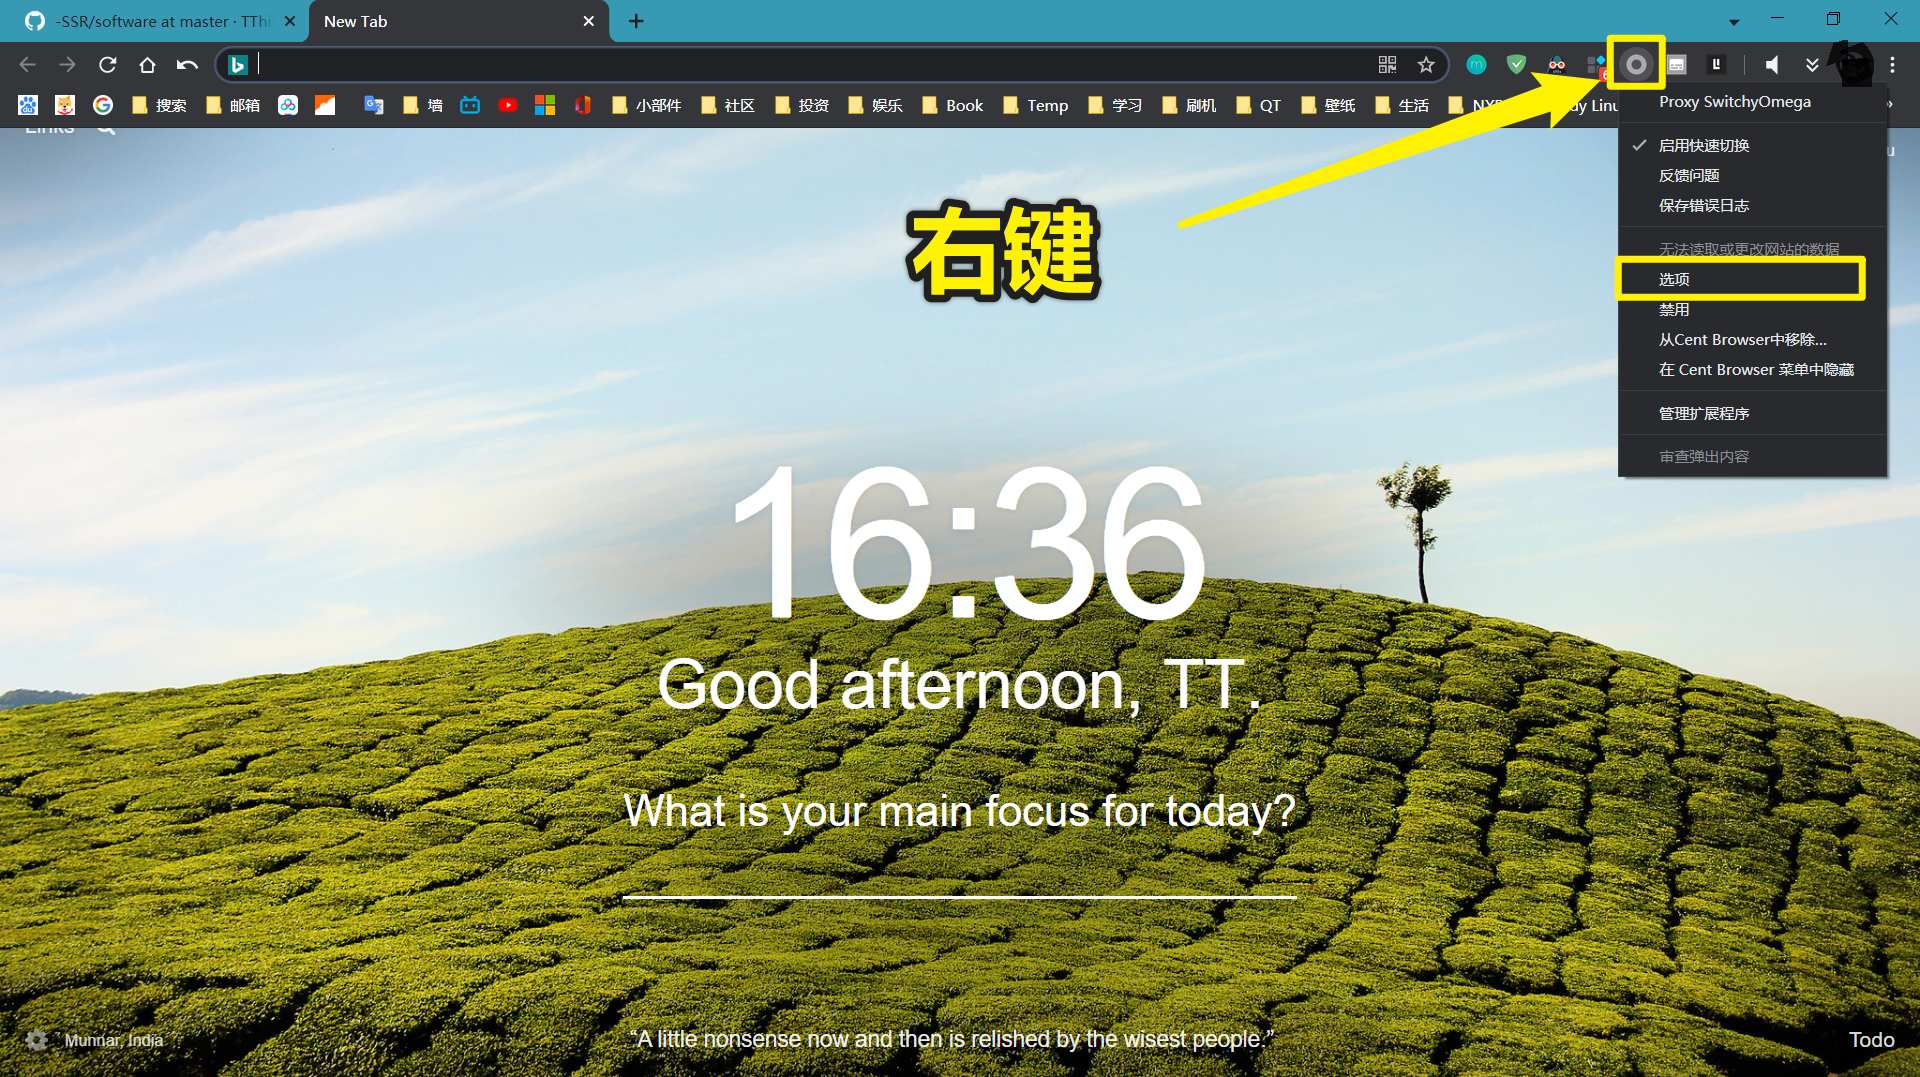 -SSR/software at master · TThi
New Tab
搜索
邮箱
墙
小部件
社区
投资
娱乐
Book
Temp
学习
刷机
QT
壁纸
生活
Links
Proxy SwitchyOmega
启用快速切换
反馈问题
保存错误日志
无法读取或更改网站的数据
选项
禁用
从Cent Browser中移除...
在 Cent Browser 菜单中隐藏
管理扩展程序
审查弹出内容
右键
16:36
Good afternoon, TT.
What is your main focus for today?
“A little nonsense now and then is relished by the wisest people.”
Munnar, India
Todo